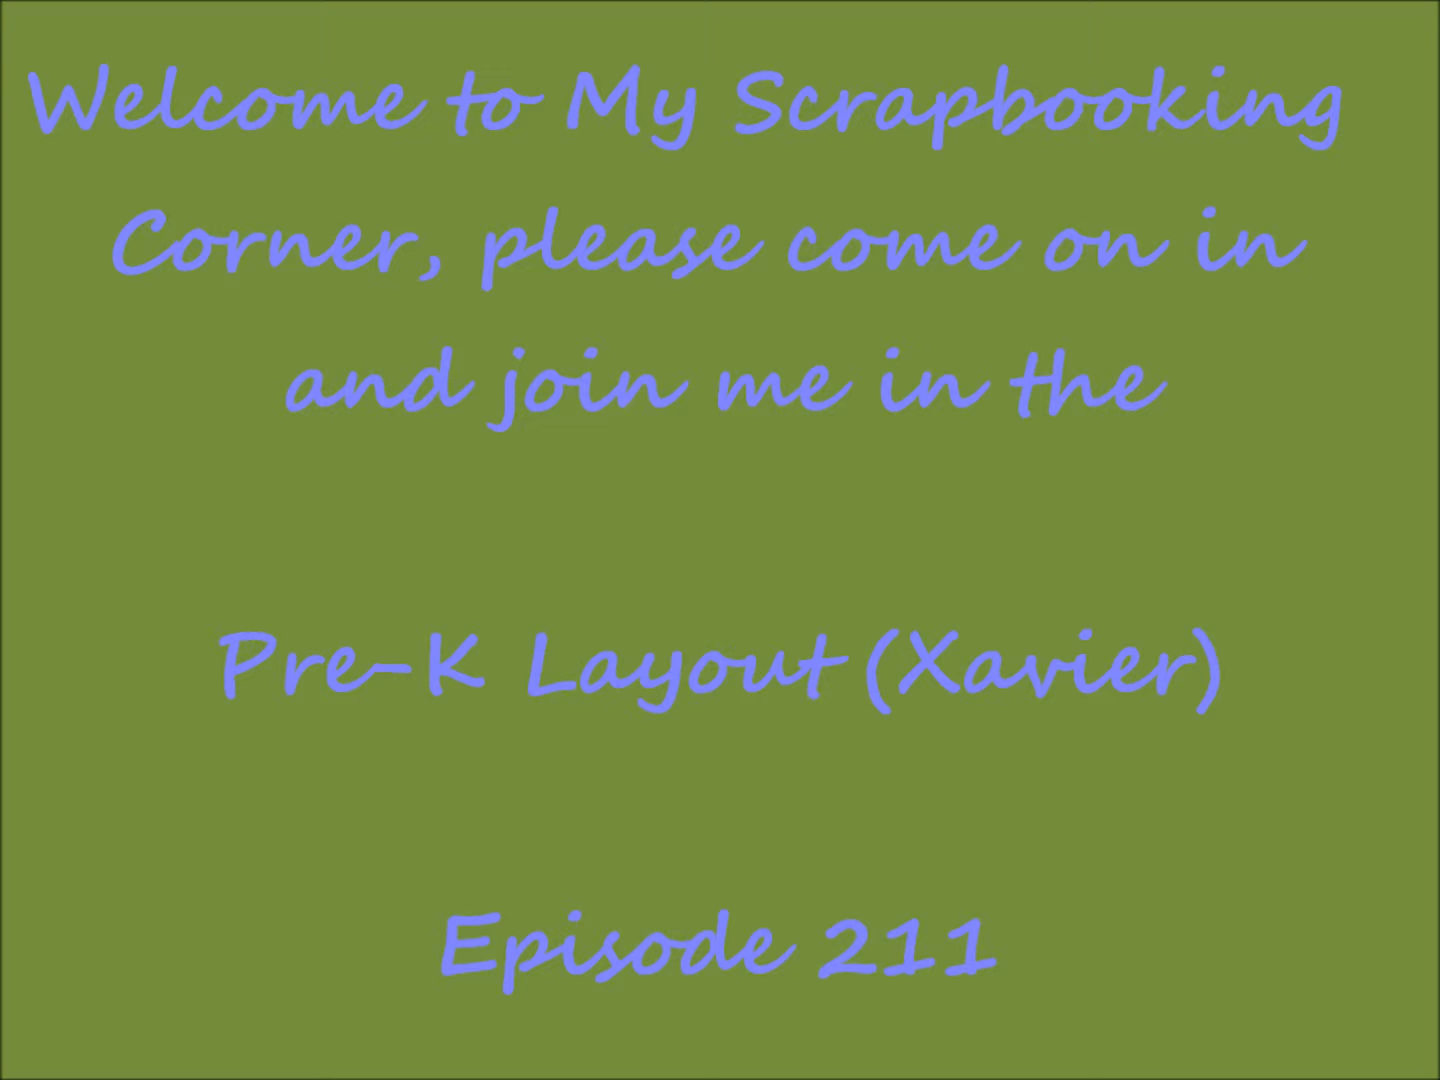 Welcome to My Scrapbooking
Corner, please come on in
and join me in the
Pre-K Layout (Xavier)
Episode 211